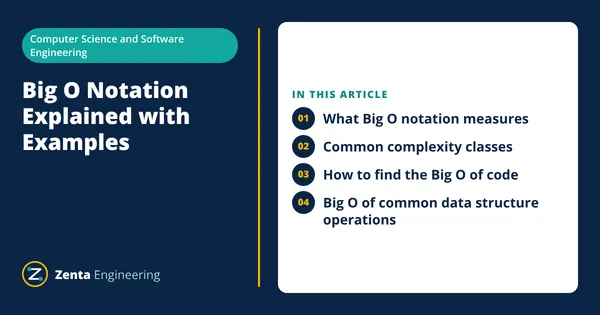 Computer Science and Software
Engineering
Big O Notation
Explained with
Examples
Zenta Engineering
IN THIS ARTICLE
01 What Big O notation measures
02 Common complexity classes
03 How to find the Big O of code
04 Big O of common data structure
operations